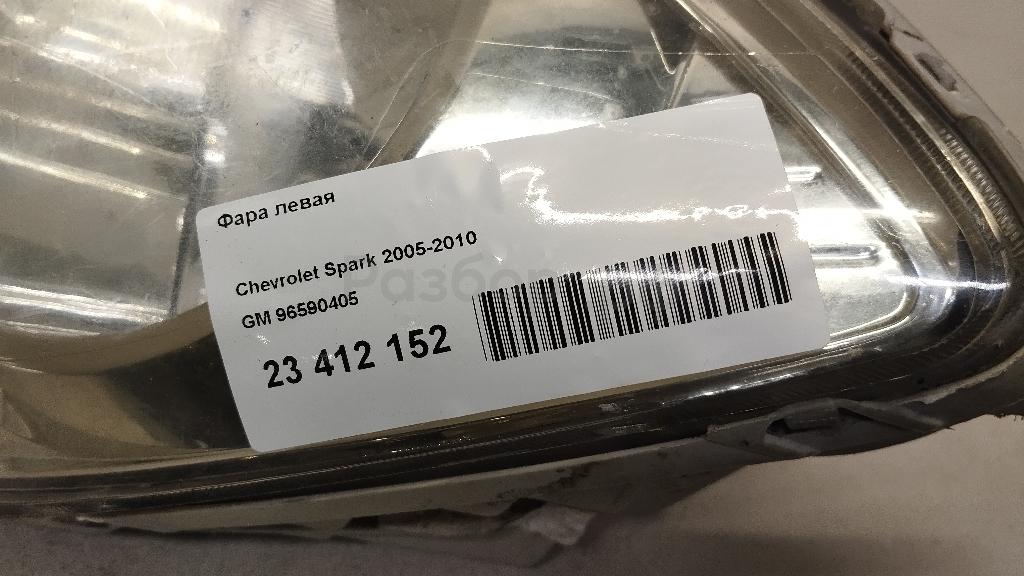 Фара левая
Chevrolet Spark 2005-2010
GM 96590405
23 412 152